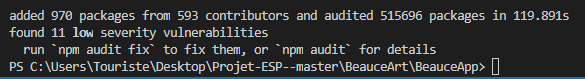 added 970 packages from 593 contributors and audited 515696 packages in 119.891s
found 11 low severity vulnerabilities
  run `npm audit fix` to fix them, or `npm audit` for details
PS C:\Users\Touriste\Desktop\Projet-ESP--master\BeauceArt\BeauceApp>